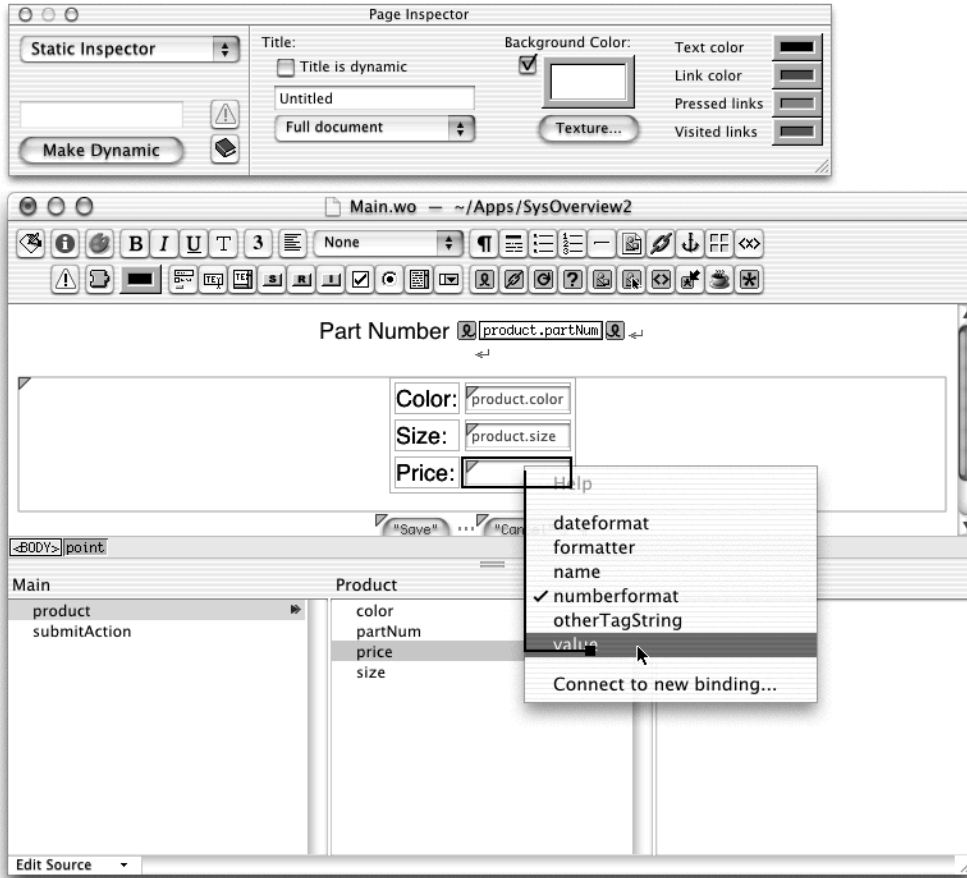 Page Inspector
Static Inspector
Make Dynamic
Title:
Title is dynamic
Untitled
Full document
Background Color:
Texture...
Text color
Link color
Pressed links
Visited links
Main.wo — ~/Apps/SysOverview2
B I U T 3 None
TEX TEX S R I
Part Number product.partNum
Color: product.color
Size: product.size
Price:
"Save" ... "Cancel"
Help
dateformat
formatter
name
numberformat
otherTagString
value
Connect to new binding...
<BODY> point
Main
product
submitAction
Product
color
partNum
price
size
Edit Source